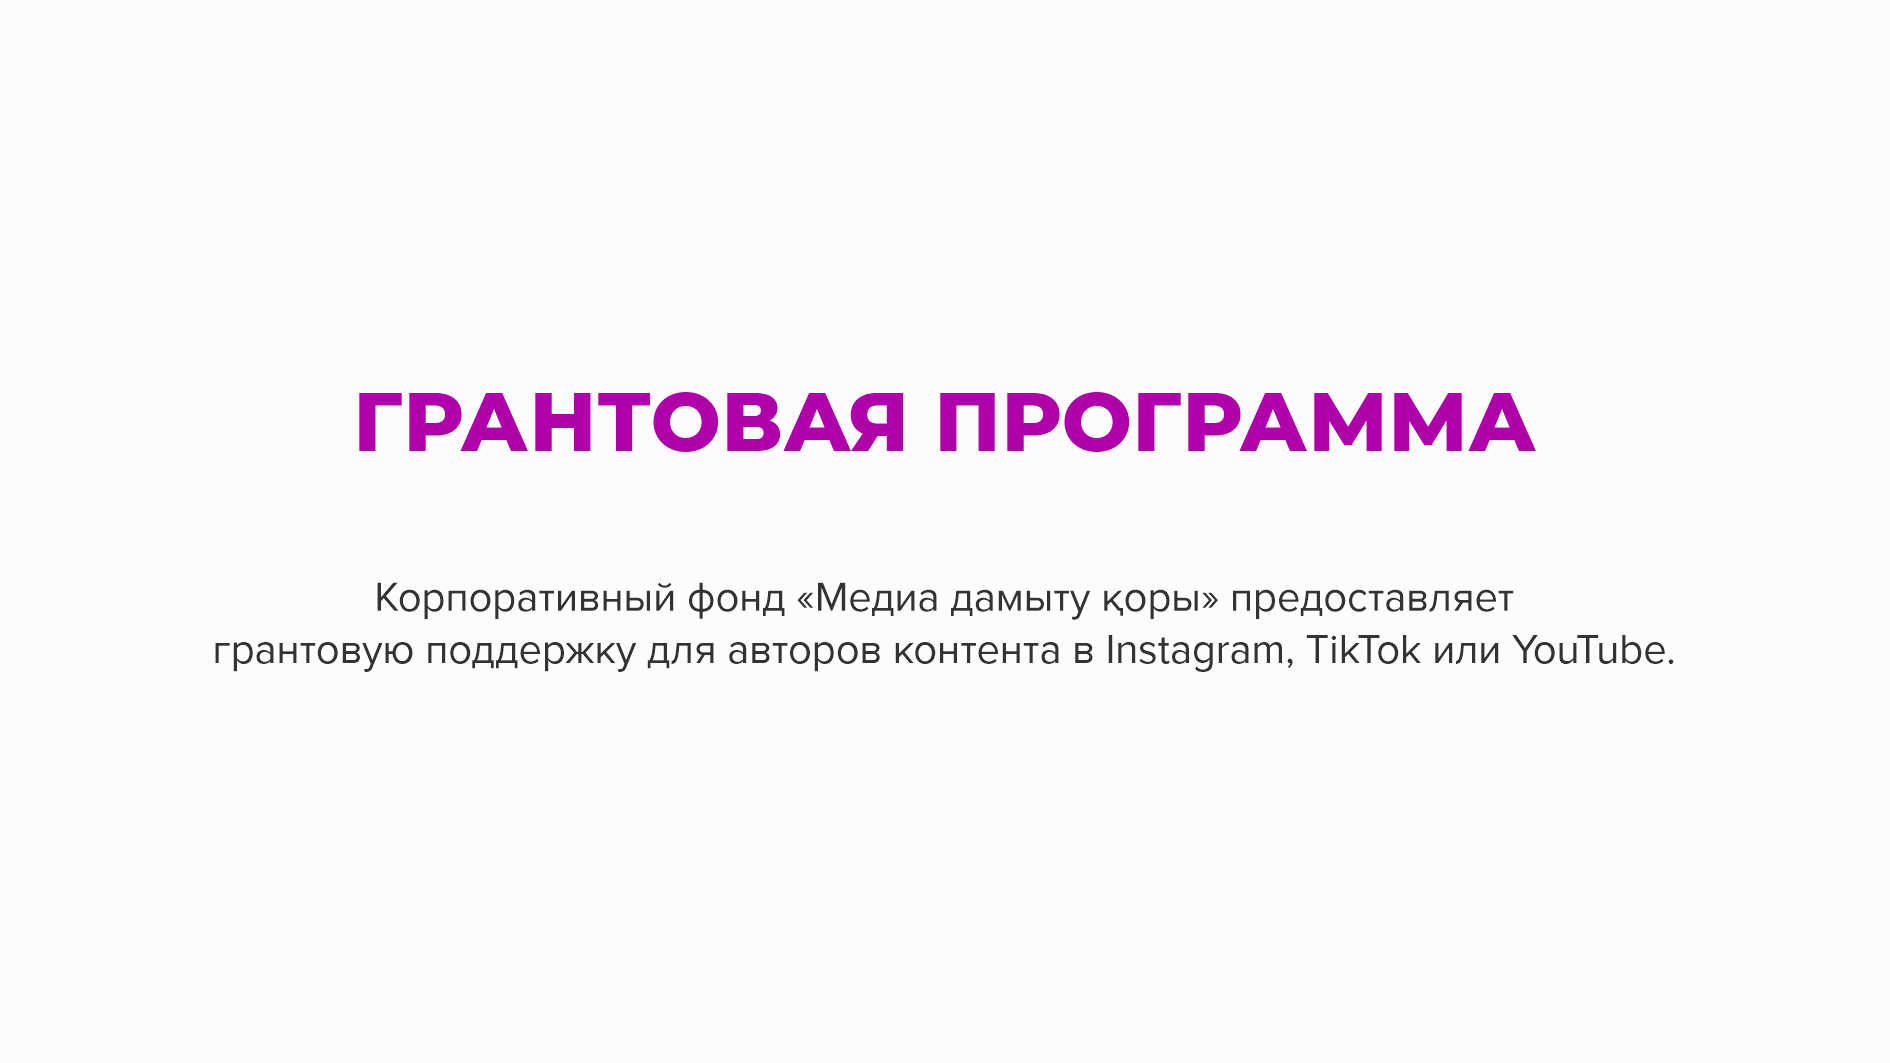 ГРАНТОВАЯ ПРОГРАММА
Корпоративный фонд «Медиа дамыту қоры» предоставляет
грантовую поддержку для авторов контента в Instagram, TikTok или YouTube.